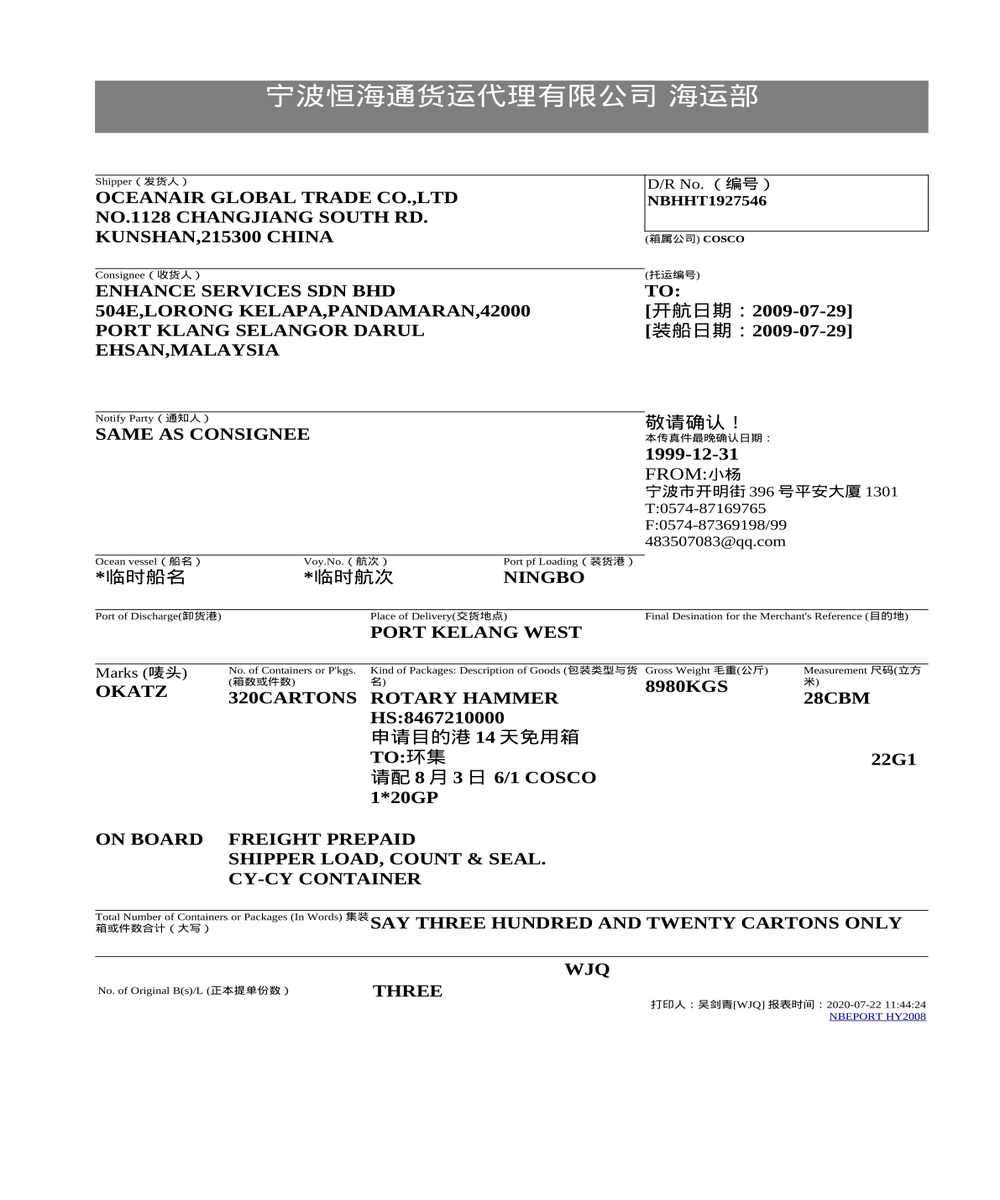 宁波恒海通货运代理有限公司 海运部
Shipper（发货人）
OCEANAIR GLOBAL TRADE CO.,LTD
NO.1128 CHANGJIANG SOUTH RD.
KUNSHAN,215300 CHINA
D/R No. （编号）
NBHHT1927546
(箱属公司) COSCO
Consignee（收货人）
ENHANCE SERVICES SDN BHD
504E,LORONG KELAPA,PANDAMARAN,42000
PORT KLANG SELANGOR DARUL
EHSAN,MALAYSIA
(托运编号)
TO:
[开航日期：2009-07-29]
[装船日期：2009-07-29]
Notify Party（通知人）
SAME AS CONSIGNEE
敬请确认！
本传真件最晚确认日期：
1999-12-31
FROM:小杨
宁波市开明街 396 号平安大厦 1301
T:0574-87169765
F:0574-87369198/99
483507083@qq.com
Ocean vessel（船名）
*临时船名
Voy.No.（航次）
*临时航次
Port pf Loading（装货港）
NINGBO
Port of Discharge(卸货港)
Place of Delivery(交货地点)
PORT KELANG WEST
Final Desination for the Merchant's Reference (目的地)
Marks (唛头)
OKATZ
No. of Containers or P'kgs.
(箱数或件数)
320CARTONS
Kind of Packages: Description of Goods (包装类型与货
名)
ROTARY HAMMER
HS:8467210000
申请目的港 14 天免用箱
TO:环集
请配 8 月 3 日 6/1 COSCO
1*20GP
Gross Weight 毛重(公斤)
8980KGS
Measurement 尺码(立方
米)
28CBM
22G1
ON BOARD
FREIGHT PREPAID
SHIPPER LOAD, COUNT & SEAL.
CY-CY CONTAINER
Total Number of Containers or Packages (In Words) 集装
箱或件数合计（大写）
SAY THREE HUNDRED AND TWENTY CARTONS ONLY
WJQ
No. of Original B(s)/L (正本提单份数）
THREE
打印人：吴剑青[WJQ] 报表时间：2020-07-22 11:44:24
NBEPORT HY2008